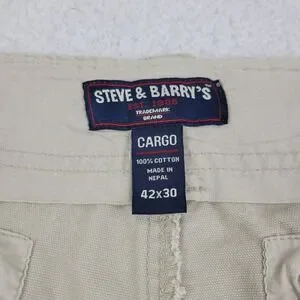 STEVE & BARRY'S
EST. 1985
TRADEMARK
BRAND
CARGO
100% COTTON
MADE IN
NEPAL
42x30